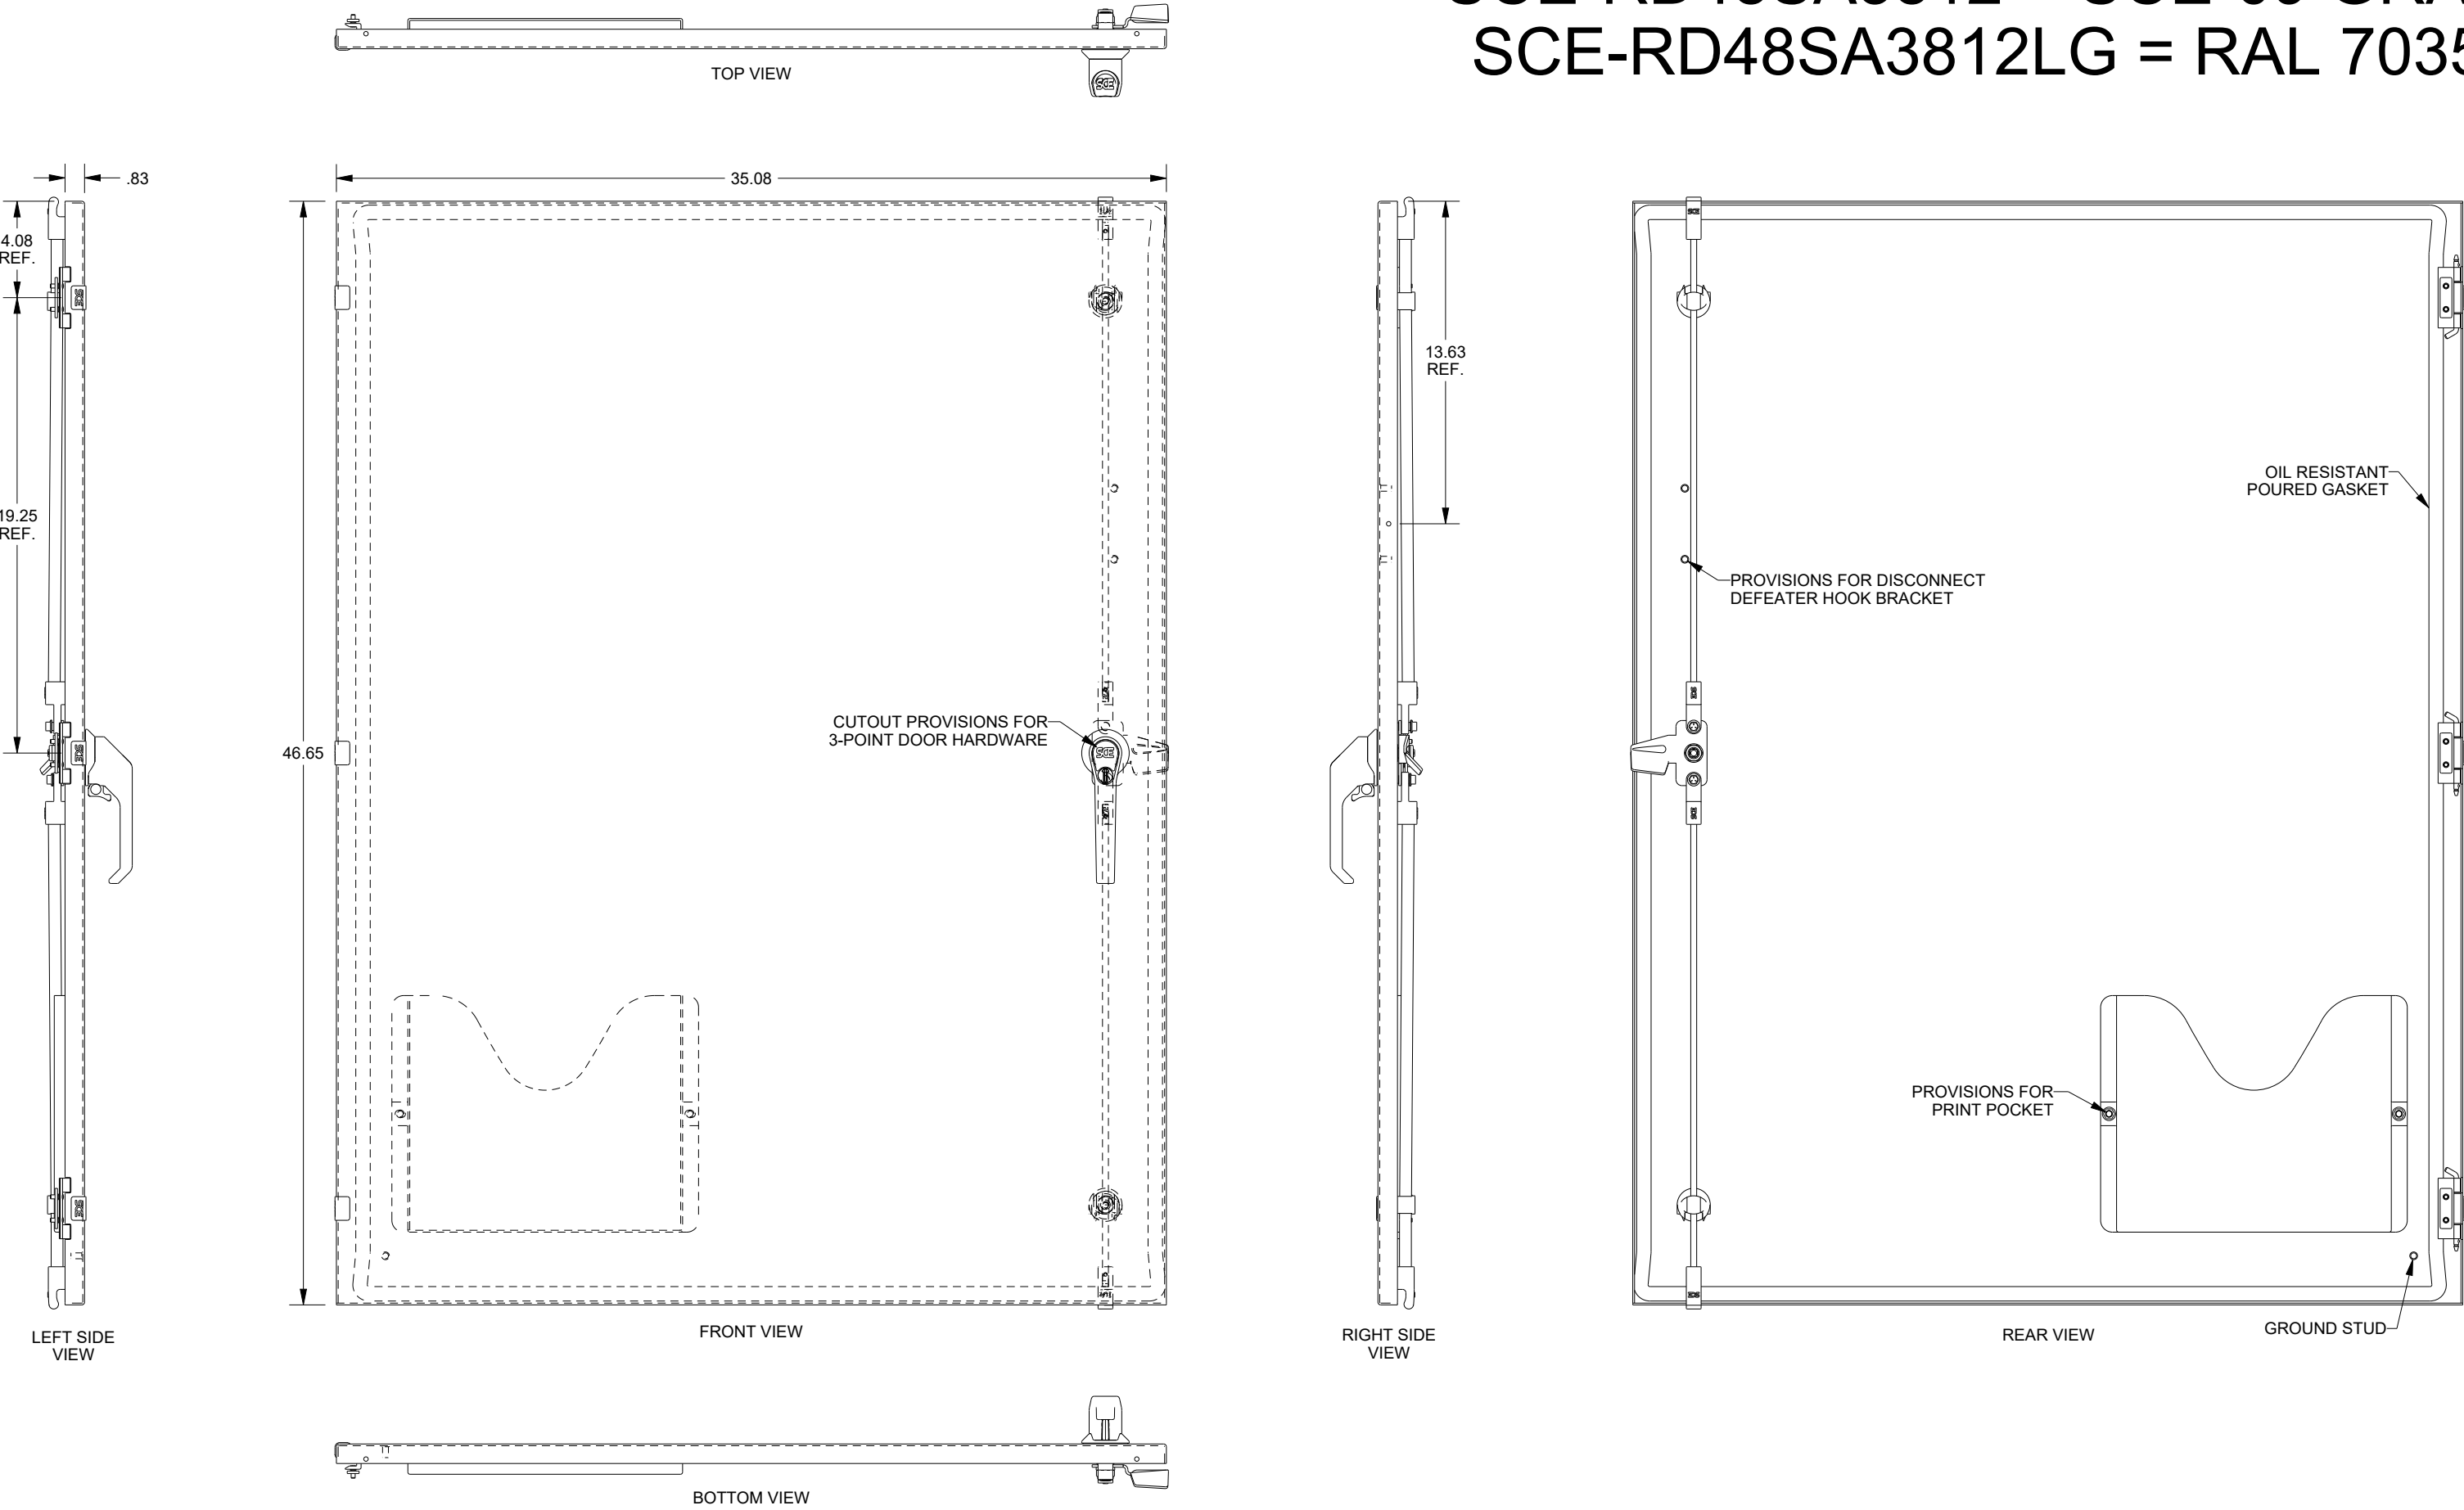 SCE-RD48SA3812LG = RAL 7035
TOP VIEW
.83
35.08
4.08
REF.
13.63
REF.
OIL RESISTANT
POURED GASKET
19.25
REF.
PROVISIONS FOR DISCONNECT
DEFEATER HOOK BRACKET
CUTOUT PROVISIONS FOR
3-POINT DOOR HARDWARE
46.65
PROVISIONS FOR
PRINT POCKET
LEFT SIDE
VIEW
FRONT VIEW
RIGHT SIDE
VIEW
REAR VIEW
GROUND STUD
BOTTOM VIEW